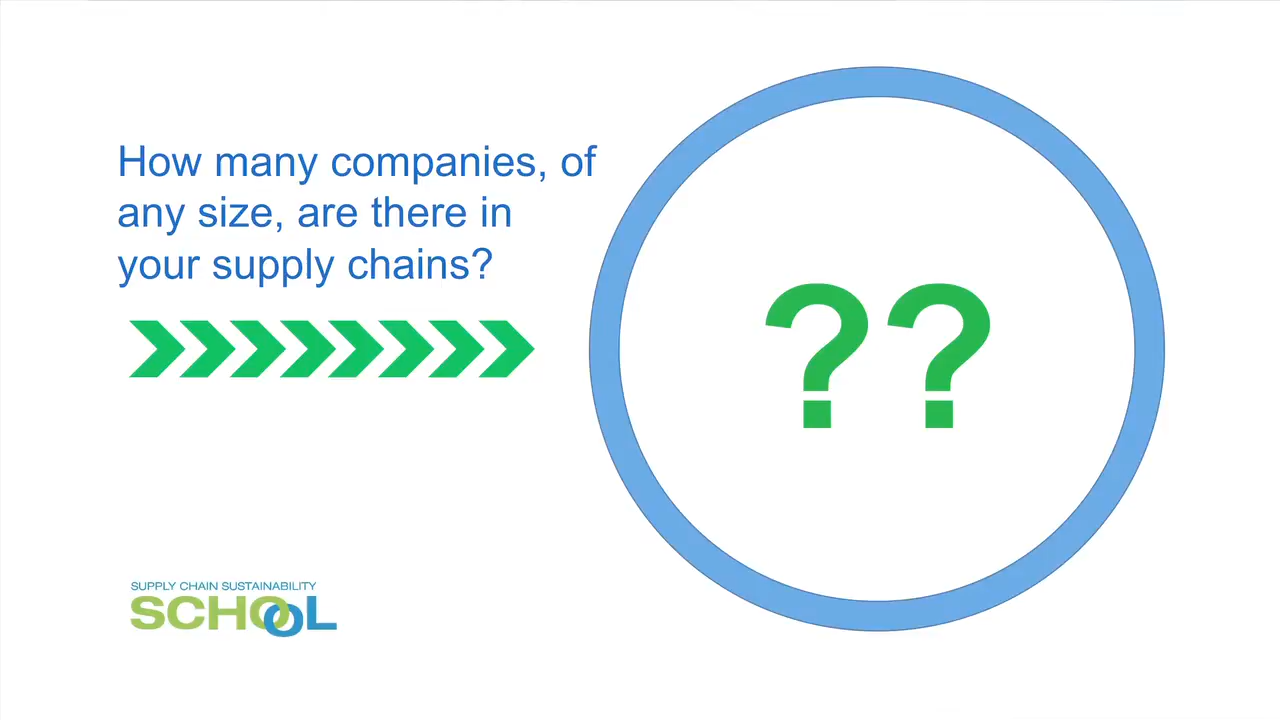 How many companies, of
any size, are there in
your supply chains?
??
SUPPLY CHAIN SUSTAINABILITY
SCHOOL